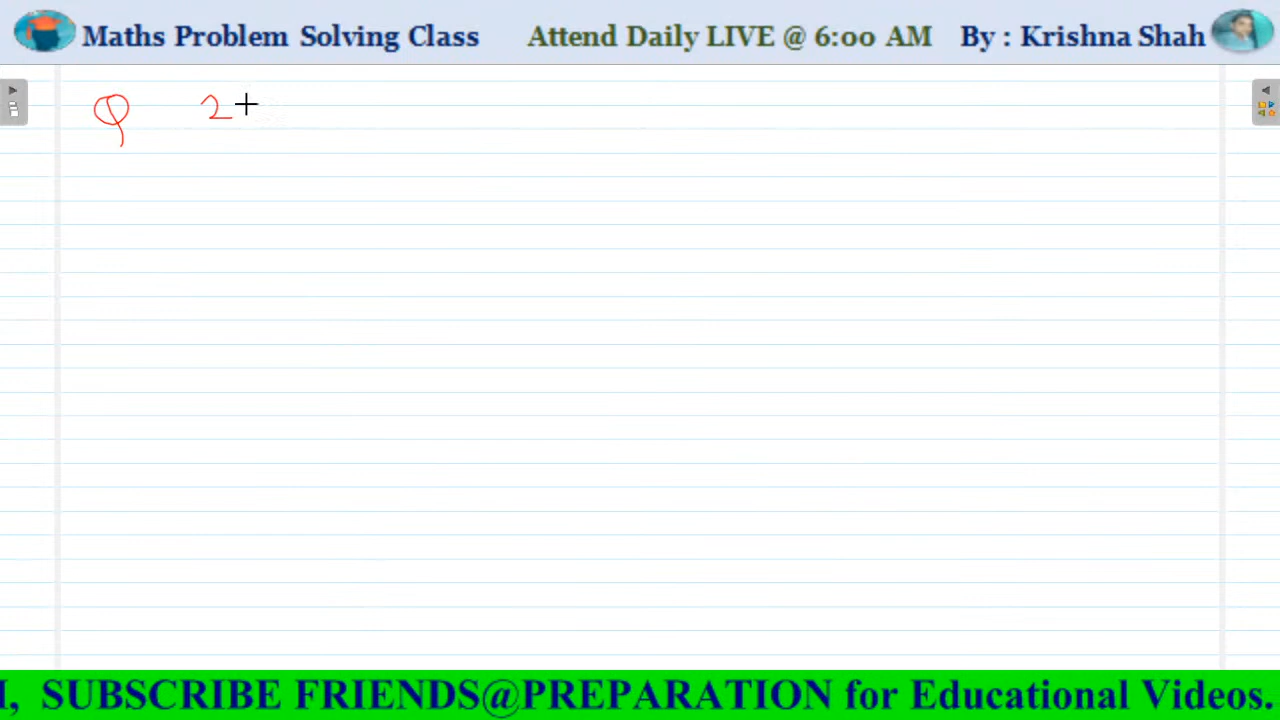 Maths Problem Solving Class Attend Daily LIVE @ 6:00 AM By : Krishna Shah
Q 2
I, SUBSCRIBE FRIENDS@PREPARATION for Educational Videos.